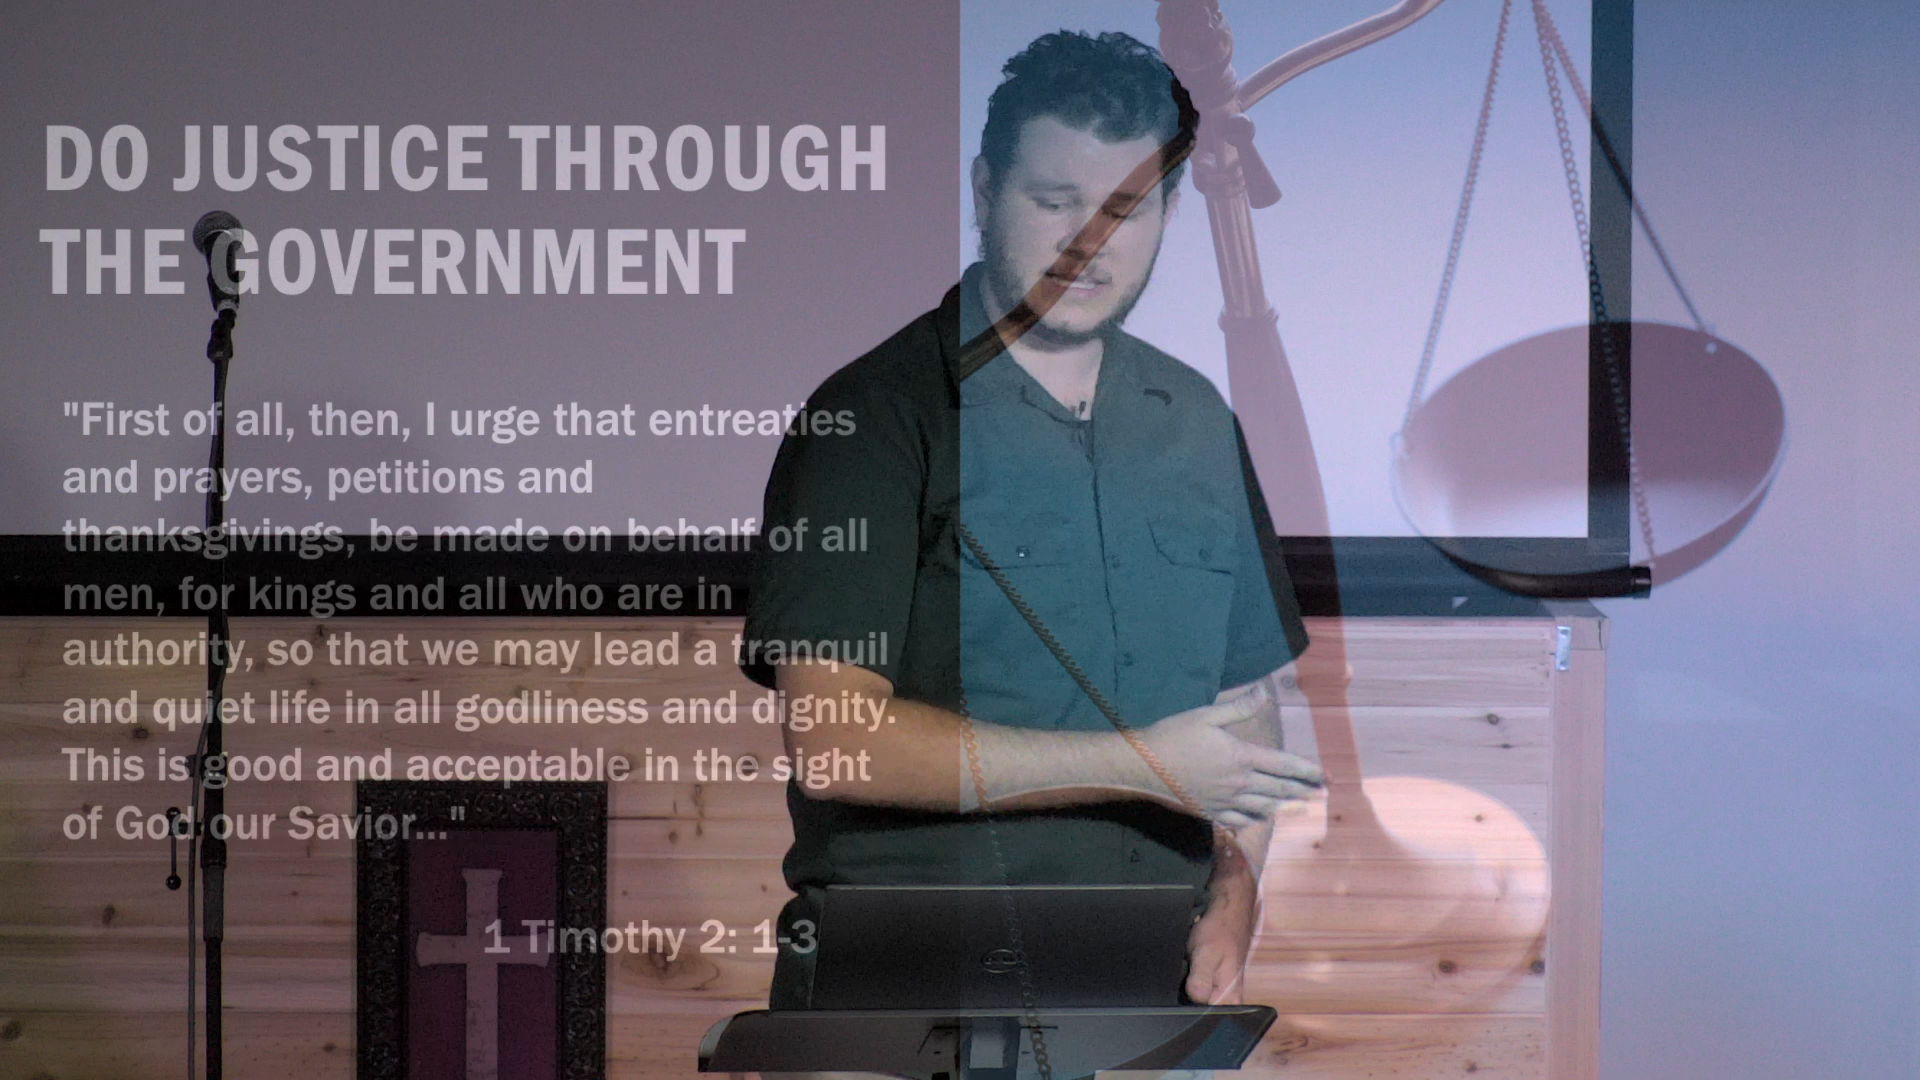 DO JUSTICE THROUGH
THE GOVERNMENT
"First of all, then, I urge that entreaties
and prayers, petitions and
thanksgivings, be made on behalf of all
men, for kings and all who are in
authority, so that we may lead a tranquil
and quiet life in all godliness and dignity.
This is good and acceptable in the sight
of God our Savior..."
1 Timothy 2: 1-3